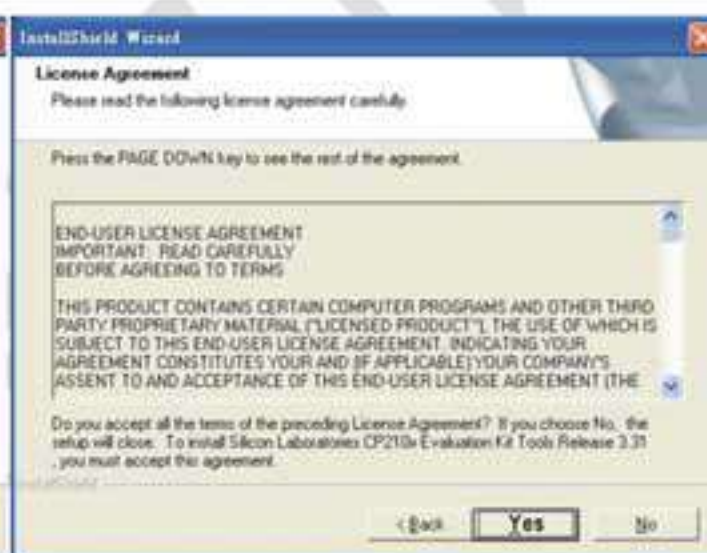 InstallShield Wizard
License Agreement
Please read the following license agreement carefully.
Press the PAGE DOWN key to see the rest of the agreement.
END-USER LICENSE AGREEMENT
IMPORTANT: READ CAREFULLY
BEFORE AGREEING TO TERMS
THIS PRODUCT CONTAINS CERTAIN COMPUTER PROGRAMS AND OTHER THIRD
PARTY PROPRIETARY MATERIAL ("LICENSED PRODUCT"), THE USE OF WHICH IS
SUBJECT TO THIS END-USER LICENSE AGREEMENT. INDICATING YOUR
AGREEMENT CONSTITUTES YOUR AND (IF APPLICABLE) YOUR COMPANY'S
ASSENT TO AND ACCEPTANCE OF THIS END-USER LICENSE AGREEMENT (THE
Do you accept all the terms of the preceding License Agreement? If you choose No, the
setup will close. To install Silicon Laboratories CP210x Evaluation Kit Tools Release 3.31
, you must accept this agreement.
InstallShield
< Back Yes No